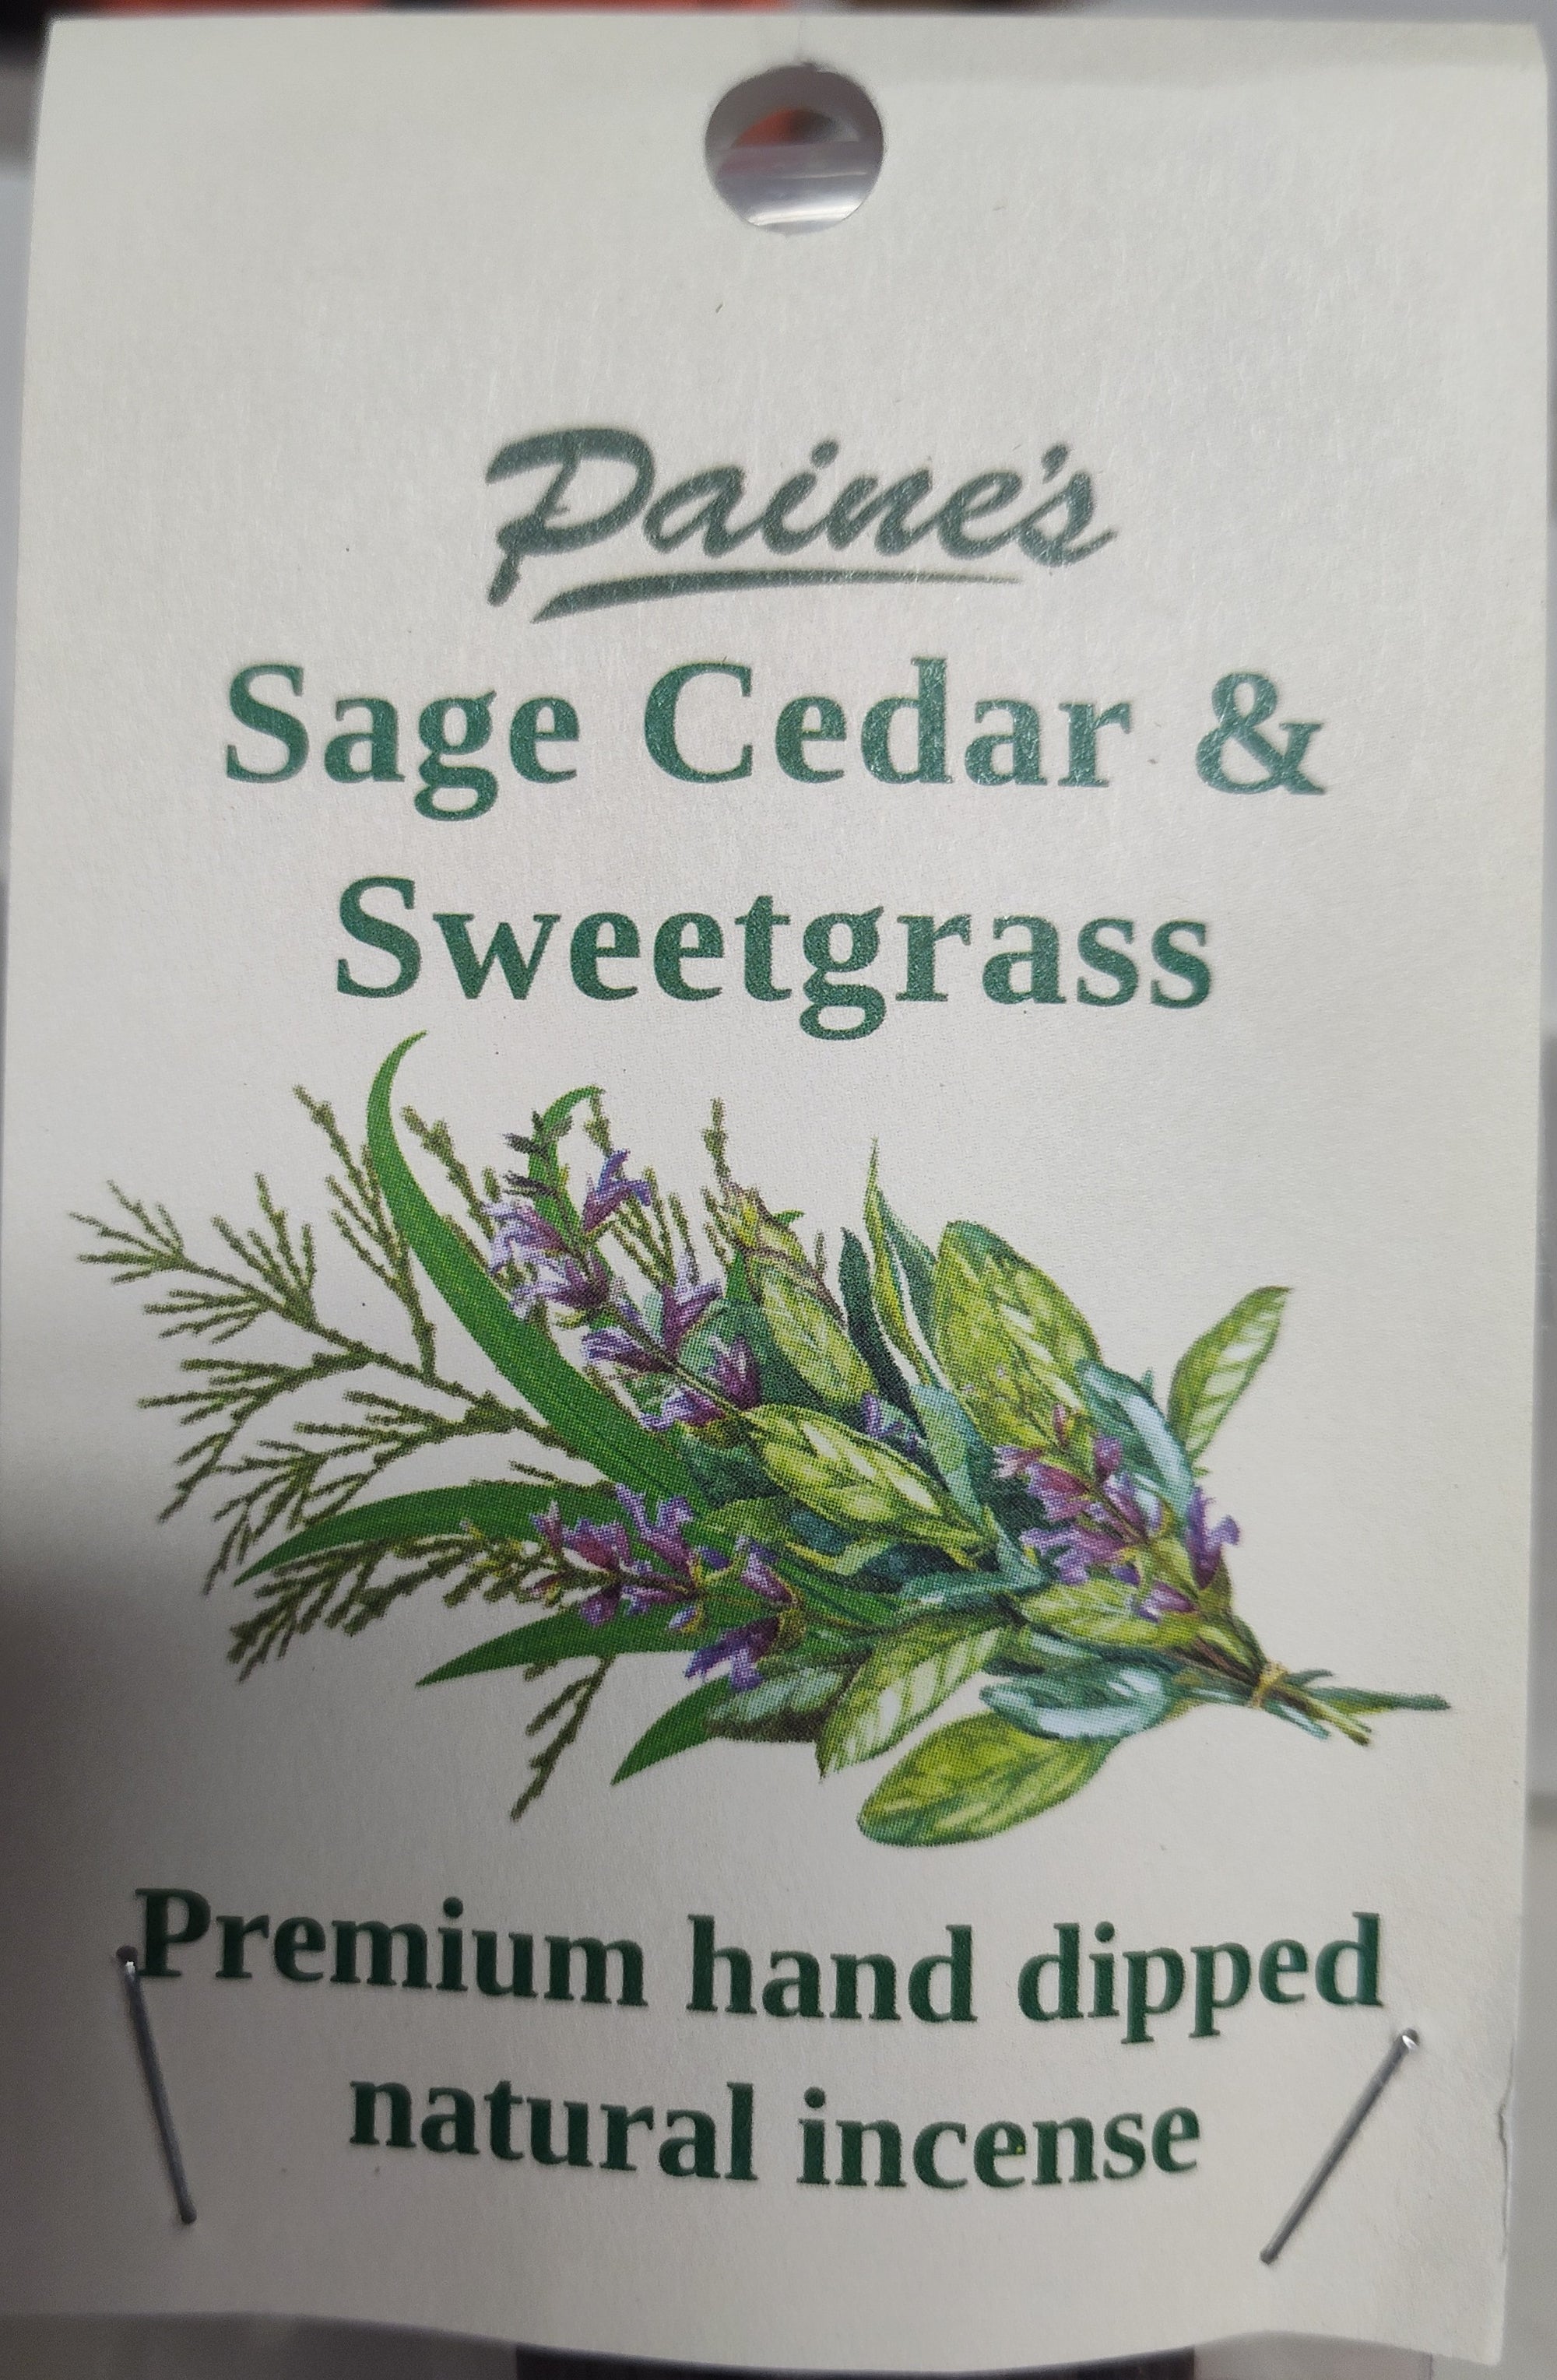 Paine's
Sage Cedar &
Sweetgrass
Premium hand dipped
natural incense